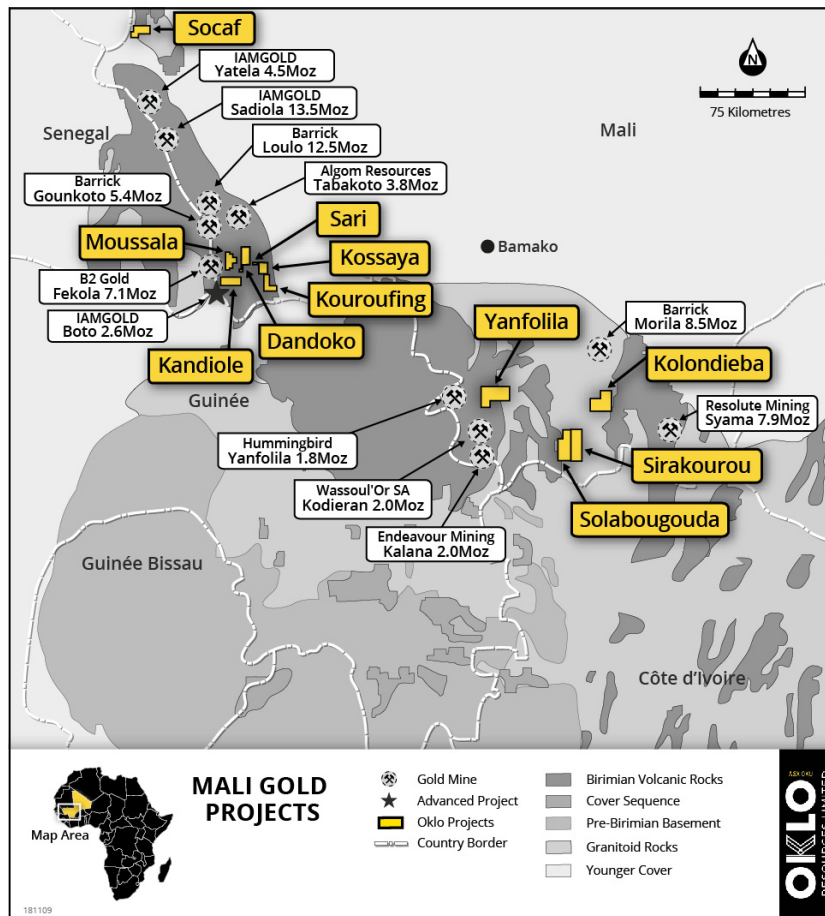 Socaf
IAMGOLD
Yatela 4.5Moz
IAMGOLD
Sadiola 13.5Moz
N
75 Kilometres
Senegal
Mali
Barrick
Loulo 12.5Moz
Algom Resources
Tabakoto 3.8Moz
Barrick
Gounkoto 5.4Moz
Sari
Moussala
Kossaya
Bamako
B2 Gold
Fekola 7.1Moz
Kouroufing
IAMGOLD
Boto 2.6Moz
Dandoko
Kandiole
Yanfolila
Barrick
Morila 8.5Moz
Kolondieba
Guinée
Resolute Mining
Syama 7.9Moz
Hummingbird
Yanfolila 1.8Moz
Sirakourou
Wassoul'Or SA
Kodieran 2.0Moz
Solabougouda
Endeavour Mining
Kalana 2.0Moz
Guinée Bissau
Côte d'Ivoire
Map Area
MALI GOLD
PROJECTS
Gold Mine
Advanced Project
Oklo Projects
Country Border
Birimian Volcanic Rocks
Cover Sequence
Pre-Birimian Basement
Granitoid Rocks
Younger Cover
ASX:OKU
OKLO
RESOURCES LIMITED
181109